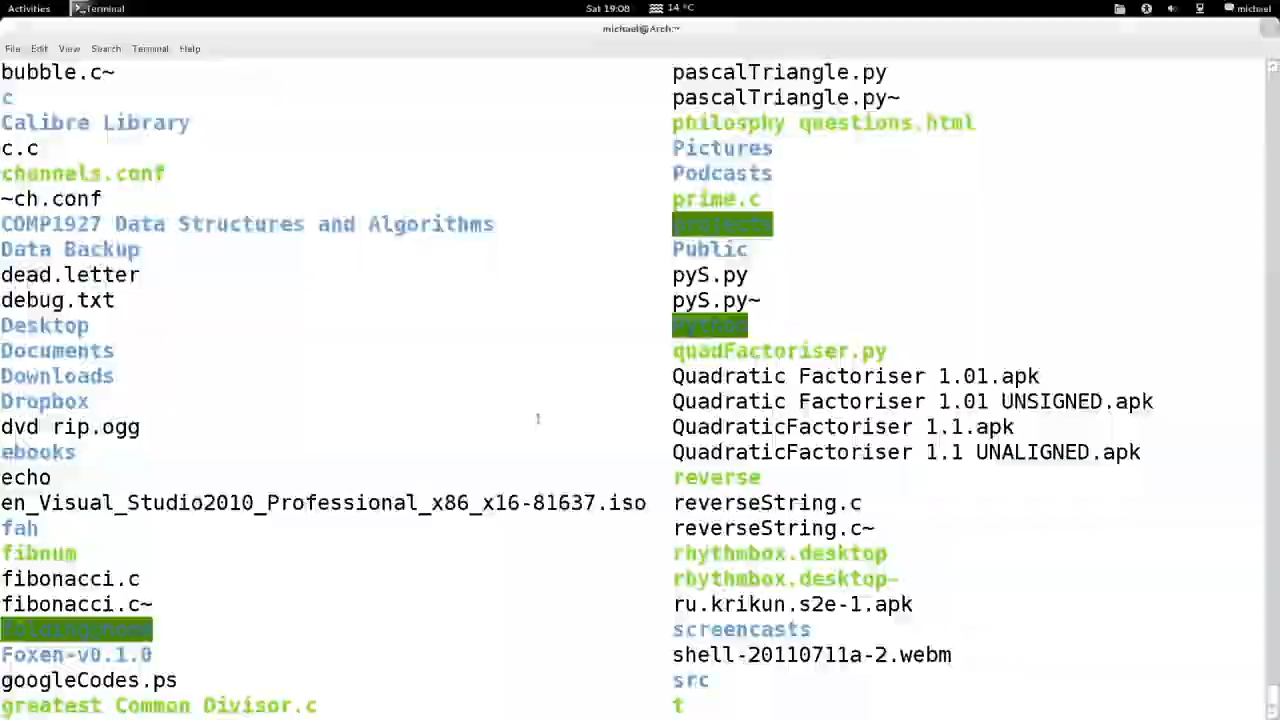 Activities Terminal Sat 19:08 14 °C michael
michael@Arch:~
File Edit View Search Terminal Help
bubble.c~
c
Calibre Library
c.c
channels.conf
~ch.conf
COMP1927 Data Structures and Algorithms
Data Backup
dead.letter
debug.txt
Desktop
Documents
Downloads
Dropbox
dvd rip.ogg
ebooks
echo
en_Visual_Studio2010_Professional_x86_x16-81637.iso
fah
fibnum
fibonacci.c
fibonacci.c~
foldingathome
Foxen-v0.1.0
googleCodes.ps
greatest Common Divisor.c
pascalTriangle.py
pascalTriangle.py~
philosphy questions.html
Pictures
Podcasts
prime.c
projects
Public
pyS.py
pyS.py~
Python
quadFactoriser.py
Quadratic Factoriser 1.01.apk
Quadratic Factoriser 1.01 UNSIGNED.apk
QuadraticFactoriser 1.1.apk
QuadraticFactoriser 1.1 UNALIGNED.apk
reverse
reverseString.c
reverseString.c~
rhythmbox.desktop
rhythmbox.desktop~
ru.krikun.s2e-1.apk
screencasts
shell-20110711a-2.webm
src
t